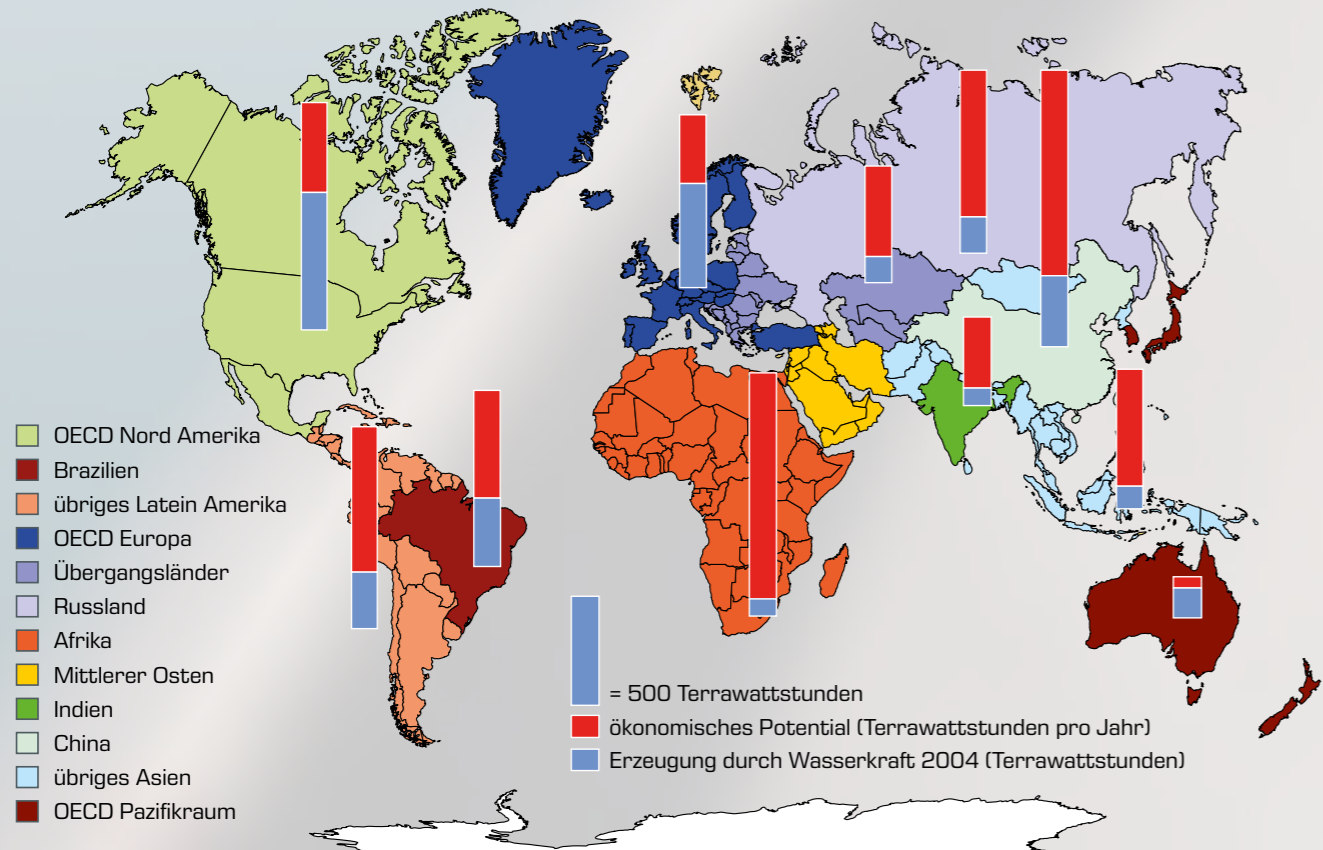 OECD Nord Amerika
Brazilien
übriges Latein Amerika
OECD Europa
Übergangsländer
Russland
Afrika
Mittlerer Osten
Indien
China
übriges Asien
OECD Pazifikraum
= 500 Terrawattstunden
ökonomisches Potential (Terrawattstunden pro Jahr)
Erzeugung durch Wasserkraft 2004 (Terrawattstunden)